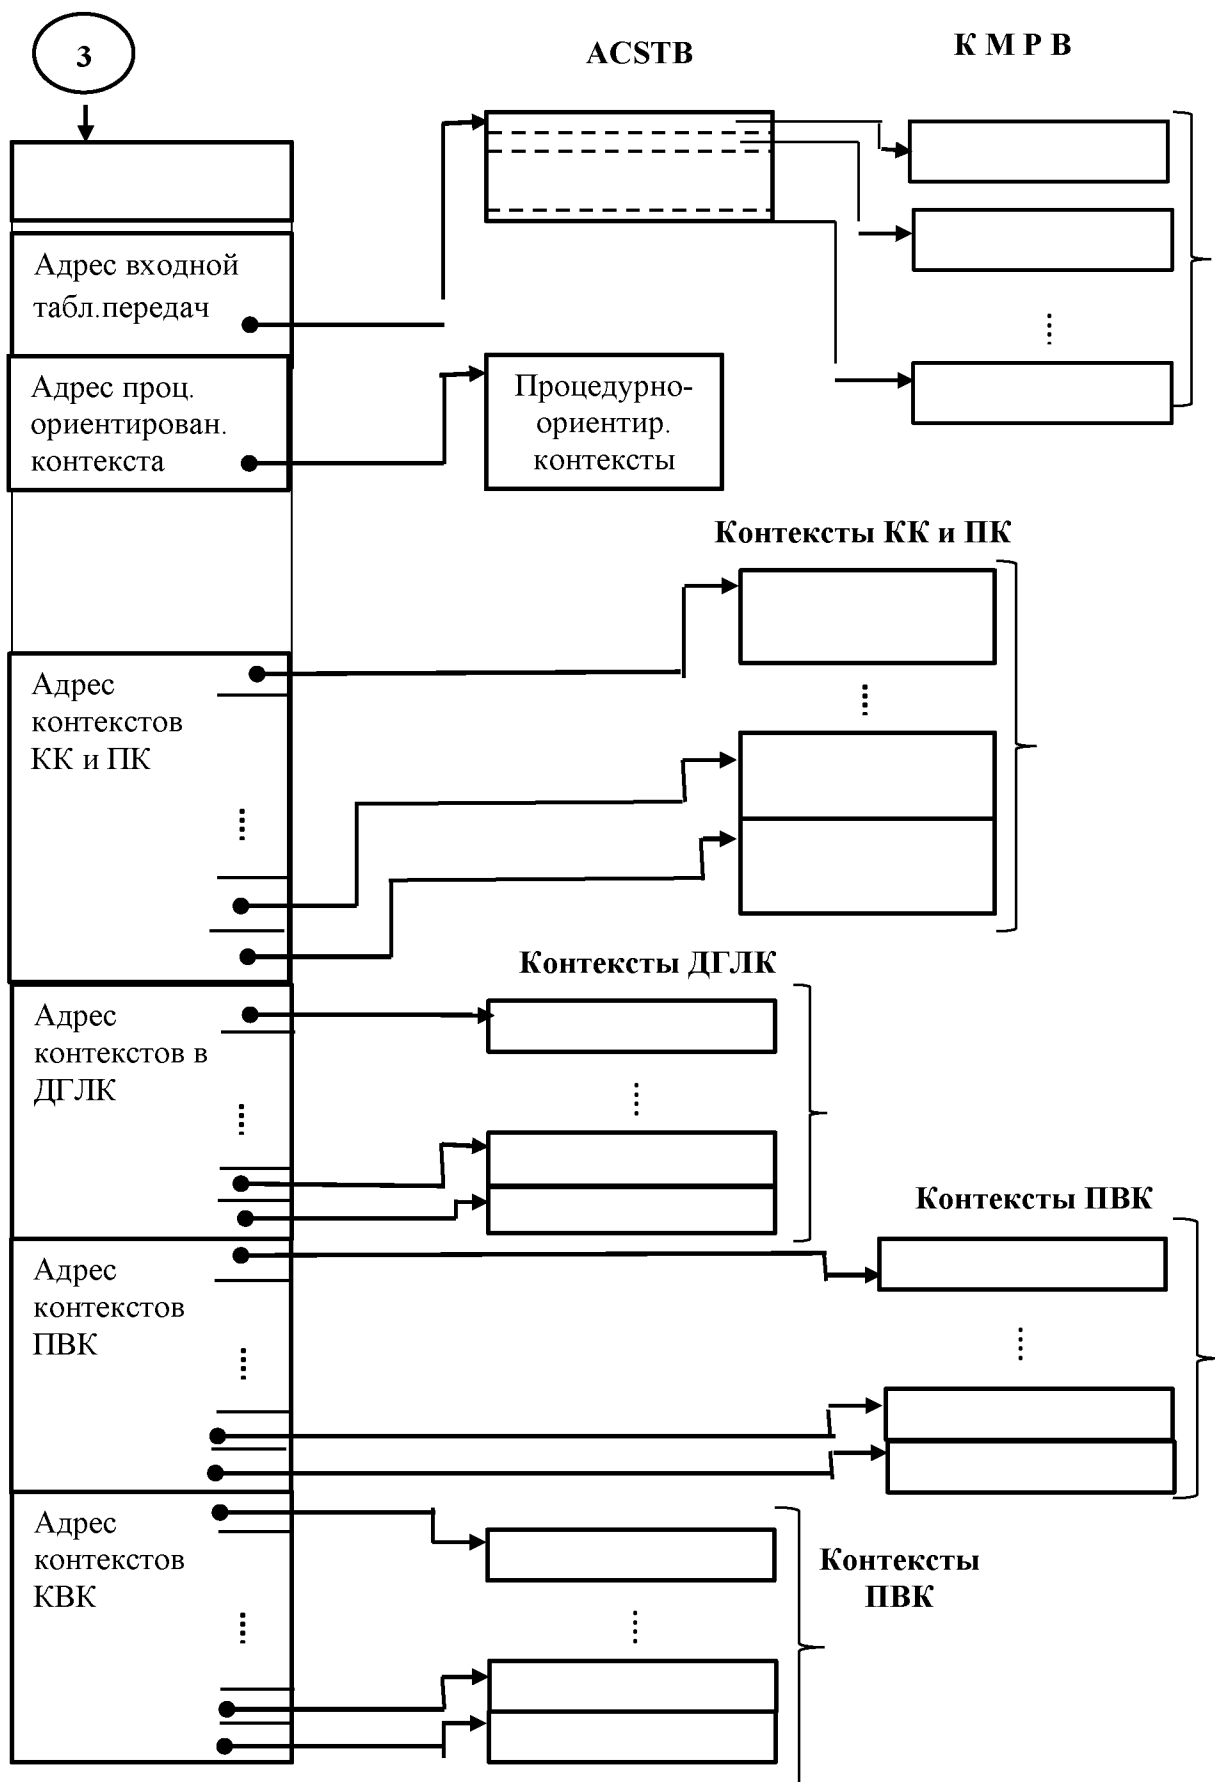 3
ACSTB
К М Р В
Адрес входной
табл.передач
Адрес проц.
ориентирован.
контекста
Процедурно-
ориентир.
контексты
Контексты КК и ПК
Адрес
контекстов
КК и ПК
Контексты ДГЛК
Адрес
контекстов в
ДГЛК
Контексты ПВК
Адрес
контекстов
ПВК
Адрес
контекстов
КВК
Контексты
ПВК